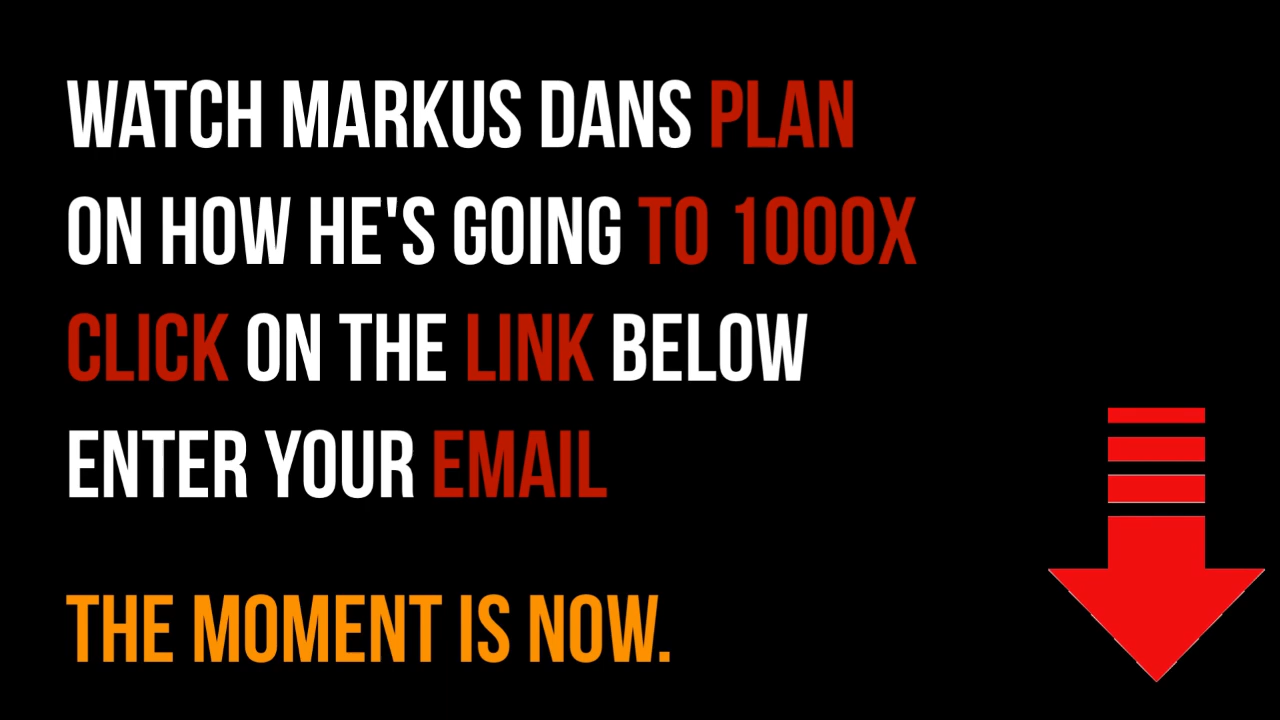 WATCH MARKUS DANS PLAN
ON HOW HE'S GOING TO 1000X
CLICK ON THE LINK BELOW
ENTER YOUR EMAIL
THE MOMENT IS NOW.